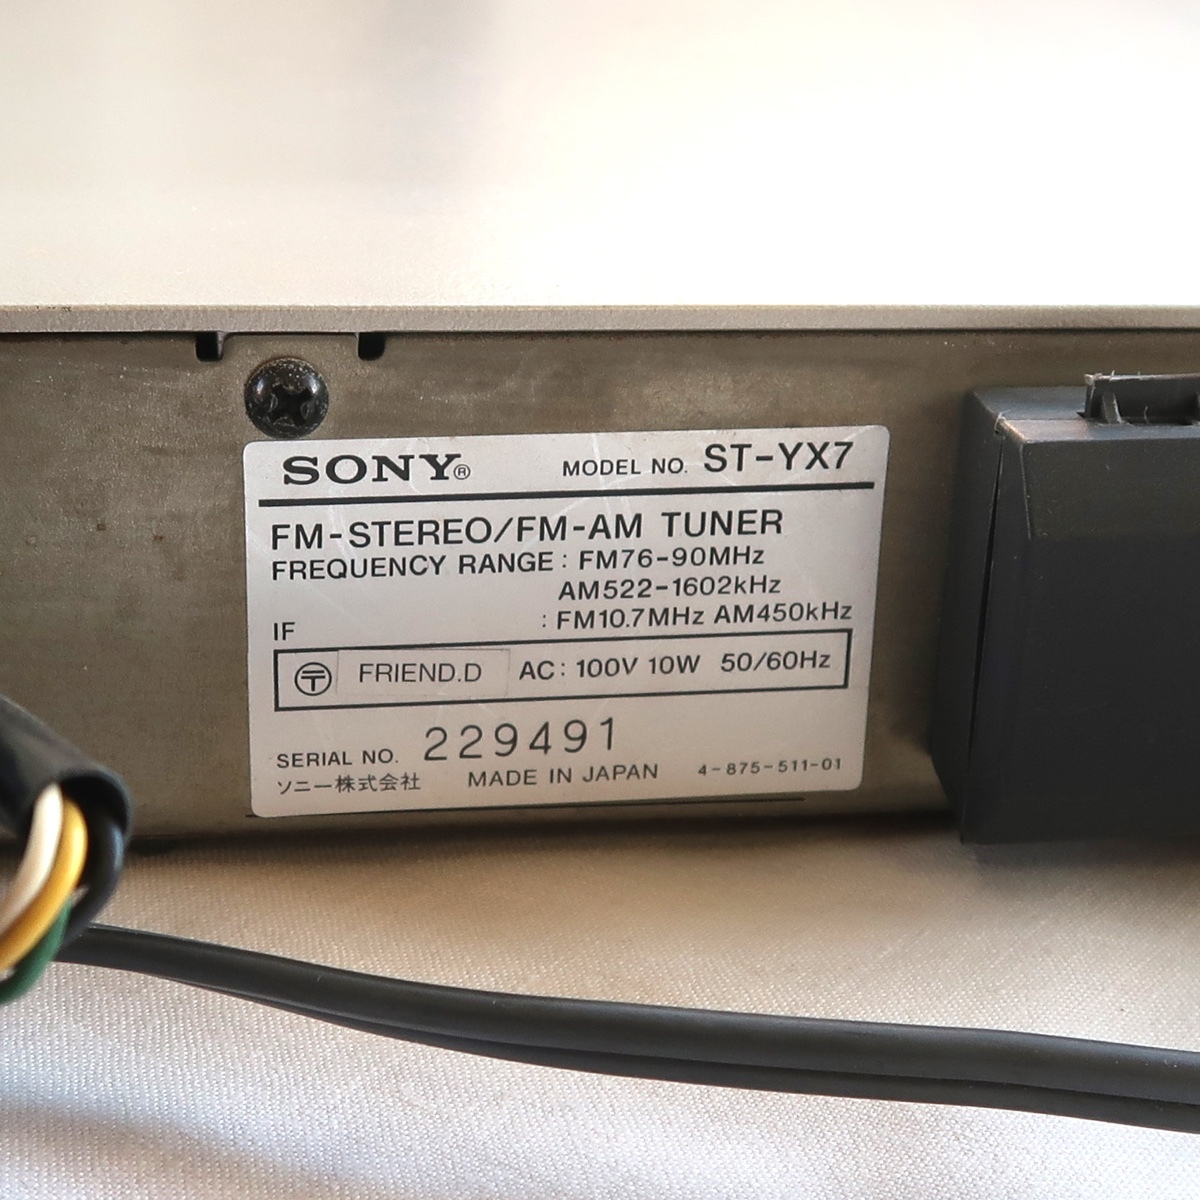 SONY® MODEL NO. ST-YX7
FM-STEREO/FM-AM TUNER
FREQUENCY RANGE : FM76-90MHz
AM522-1602kHz
IF : FM10.7MHz AM450kHz
〶 FRIEND.D AC: 100V 10W 50/60Hz
SERIAL NO. 229491
ソニー株式会社 MADE IN JAPAN 4-875-511-01